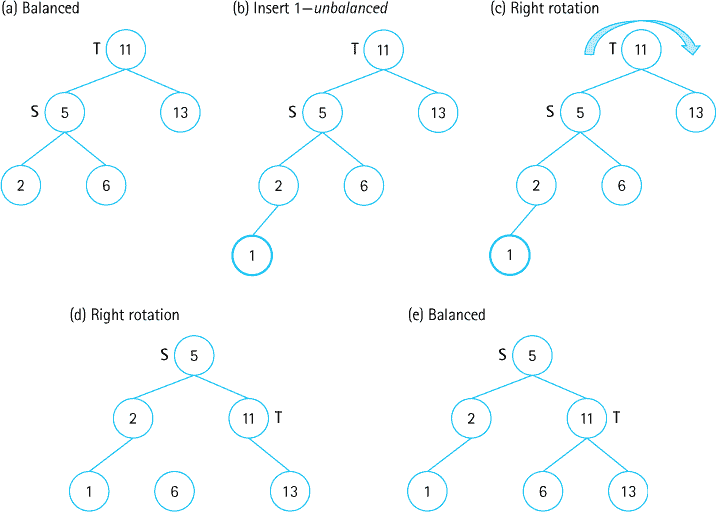 (a) Balanced
(b) Insert 1—unbalanced
(c) Right rotation
T 11
T 11
T 11
S 5 13
S 5 13
S 5 13
2 6
2 6
2 6
1
1
(d) Right rotation
(e) Balanced
S 5
S 5
2 11 T
2 11 T
1 6 13
1 6 13